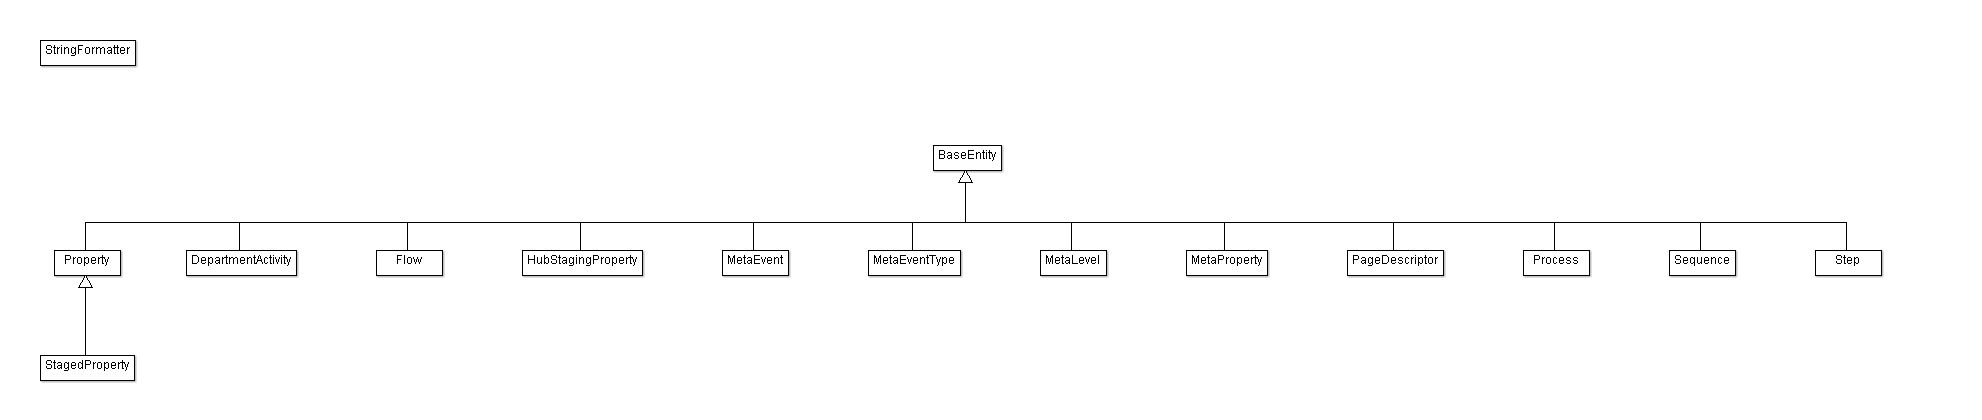 StringFormatter
BaseEntity
Property
DepartmentActivity
Flow
HubStagingProperty
MetaEvent
MetaEventType
MetaLevel
MetaProperty
PageDescriptor
Process
Sequence
Step
StagedProperty